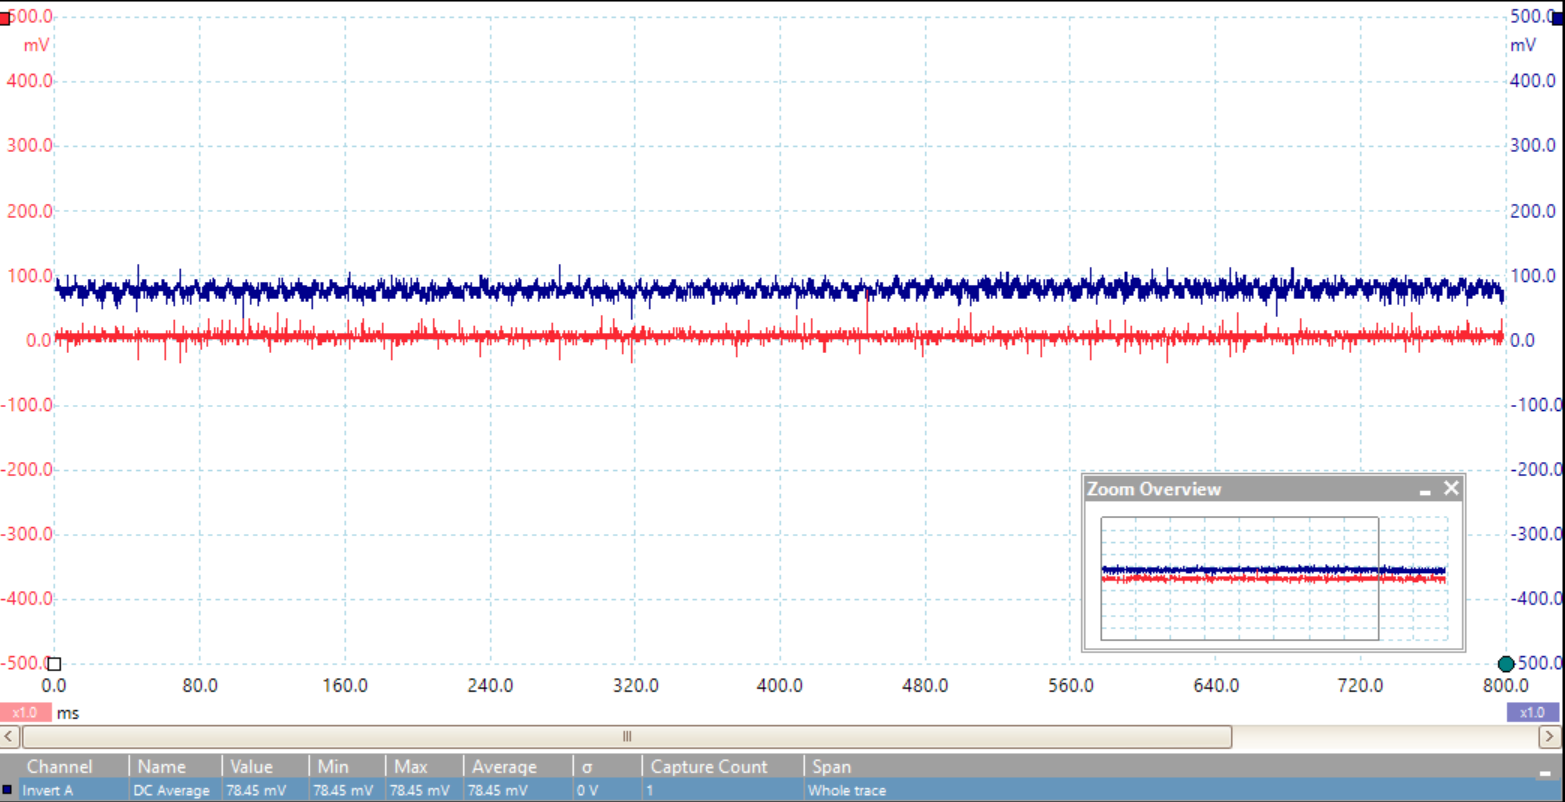 500.0 500.0
mV mV
400.0 400.0
300.0 300.0
200.0 200.0
100.0 100.0
0.0 0.0
-100.0 -100.0
-200.0 -200.0
Zoom Overview
-300.0 -300.0
-400.0 -400.0
-500.0 -500.0
0.0 80.0 160.0 240.0 320.0 400.0 480.0 560.0 640.0 720.0 800.0
x1.0 ms x1.0
Channel Name Value Min Max Average σ Capture Count Span
Invert A DC Average 78.45 mV 78.45 mV 78.45 mV 78.45 mV 0 V 1 Whole trace